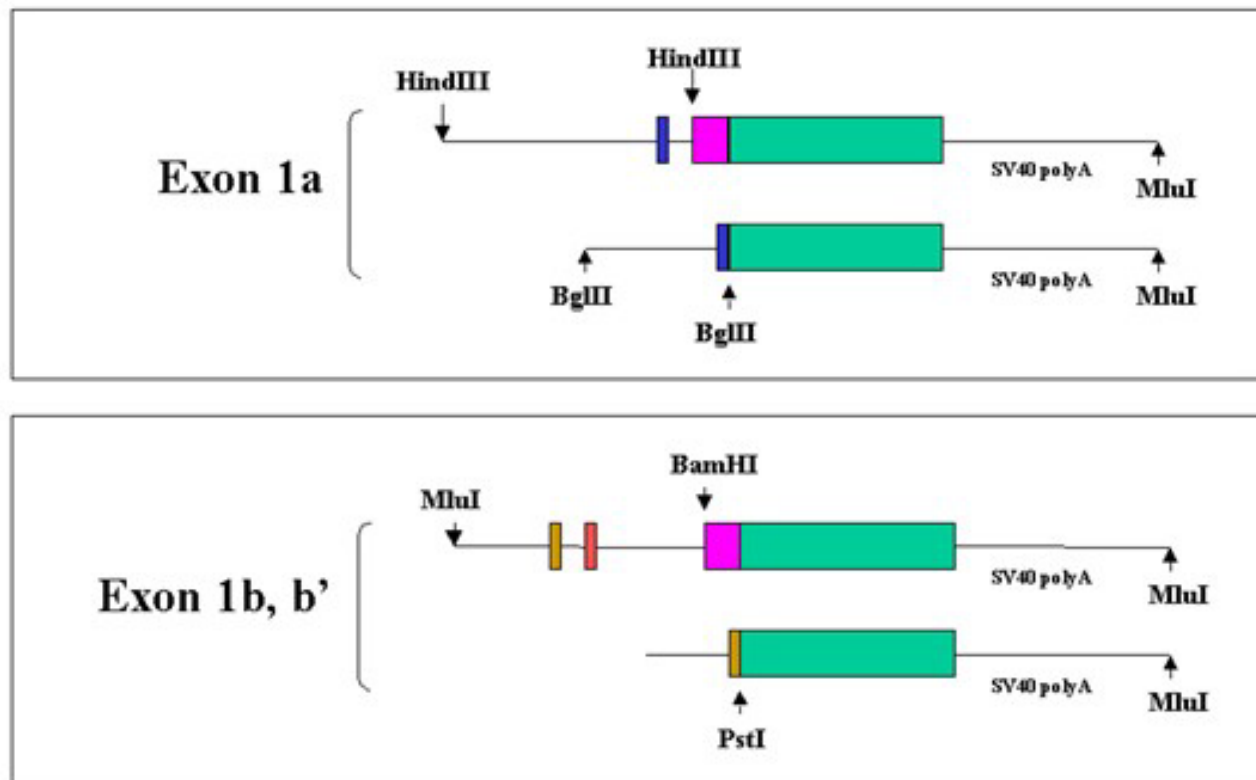 HindIII
HindIII
Exon 1a
SV40 polyA
MluI
BglII
SV40 polyA
MluI
BglII
BamHI
MluI
Exon 1b, b’
SV40 polyA
MluI
SV40 polyA
MluI
PstI